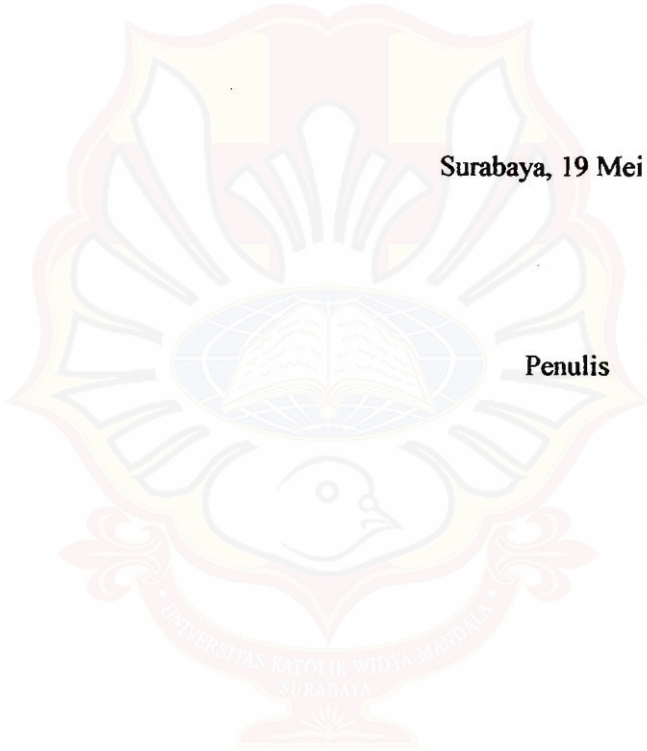 Surabaya, 19 Mei
Penulis
UNIVERSITAS KATOLIK WIDYA MANDALA
SURABAYA